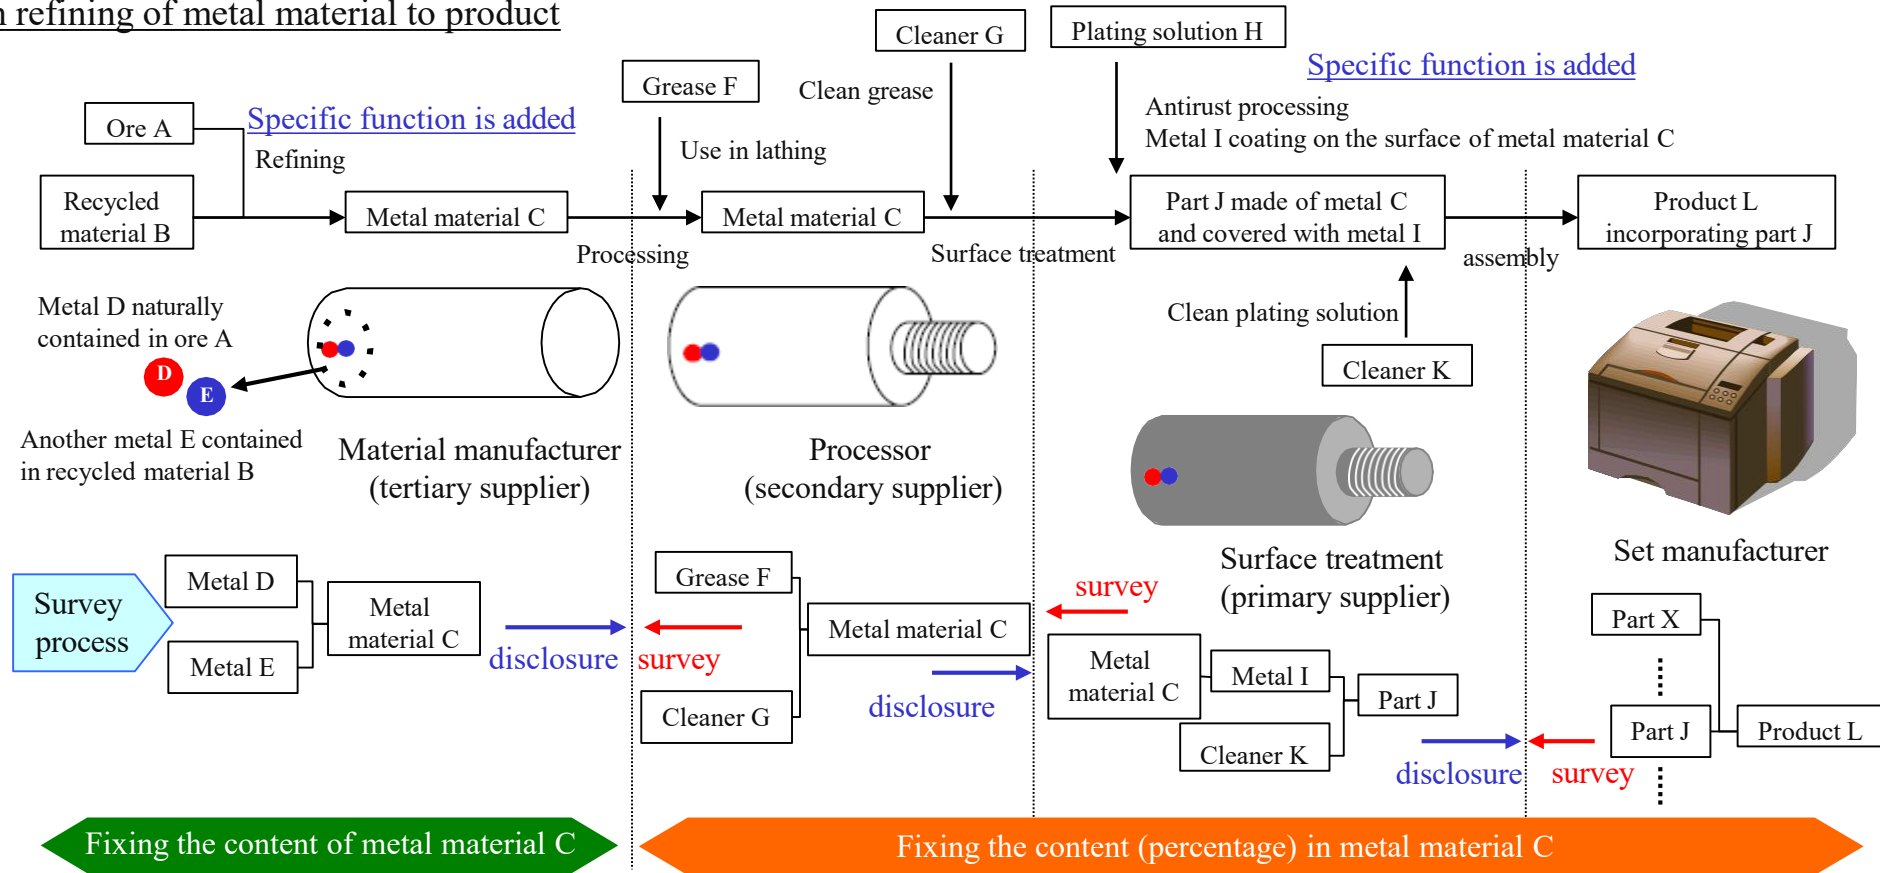 n refining of metal material to product
Cleaner G
Plating solution H
Specific function is added
Grease F
Clean grease
Antirust processing
Metal I coating on the surface of metal material C
Ore A
Specific function is added
Refining
Use in lathing
Recycled
material B
Metal material C
Metal material C
Part J made of metal C
and covered with metal I
Product L
incorporating part J
Processing
Surface treatment
assembly
Metal D naturally
contained in ore A
D
E
Another metal E contained
in recycled material B
Clean plating solution
Cleaner K
Material manufacturer
(tertiary supplier)
Processor
(secondary supplier)
Surface treatment
(primary supplier)
Set manufacturer
Survey
process
Metal D
Metal E
Metal
material C
disclosure
survey
Grease F
Metal material C
Cleaner G
disclosure
survey
Metal
material C
Metal I
Cleaner K
Part J
disclosure
survey
Part X
Part J
Product L
Fixing the content of metal material C
Fixing the content (percentage) in metal material C